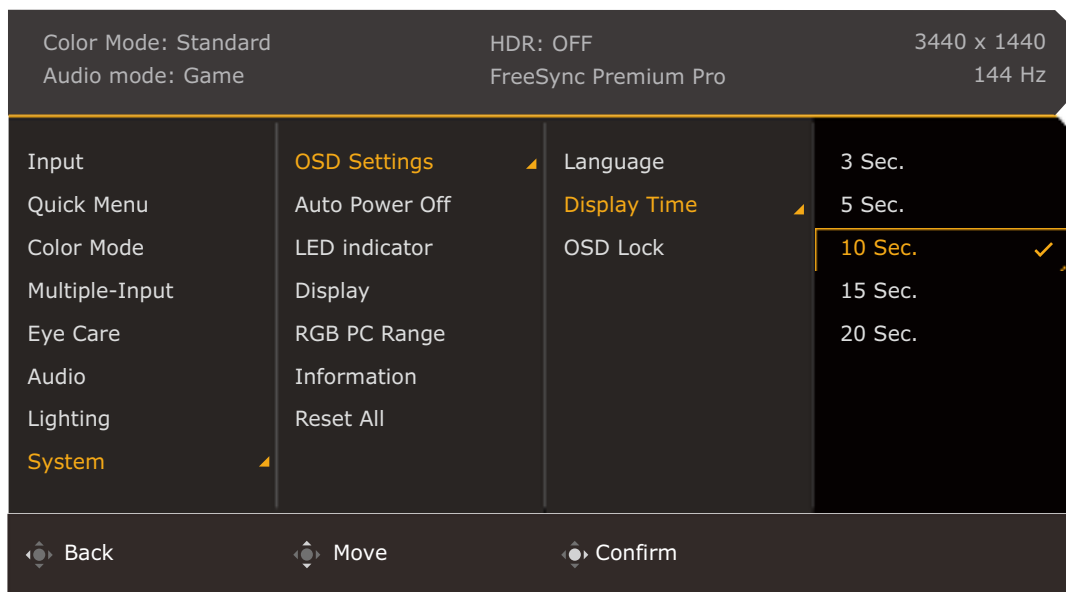 Color Mode: Standard
Audio mode: Game
HDR: OFF
FreeSync Premium Pro
3440 x 1440
144 Hz
Input
Quick Menu
Color Mode
Multiple-Input
Eye Care
Audio
Lighting
System
OSD Settings
Auto Power Off
LED indicator
Display
RGB PC Range
Information
Reset All
Language
Display Time
OSD Lock
3 Sec.
5 Sec.
10 Sec.
15 Sec.
20 Sec.
Back
Move
Confirm